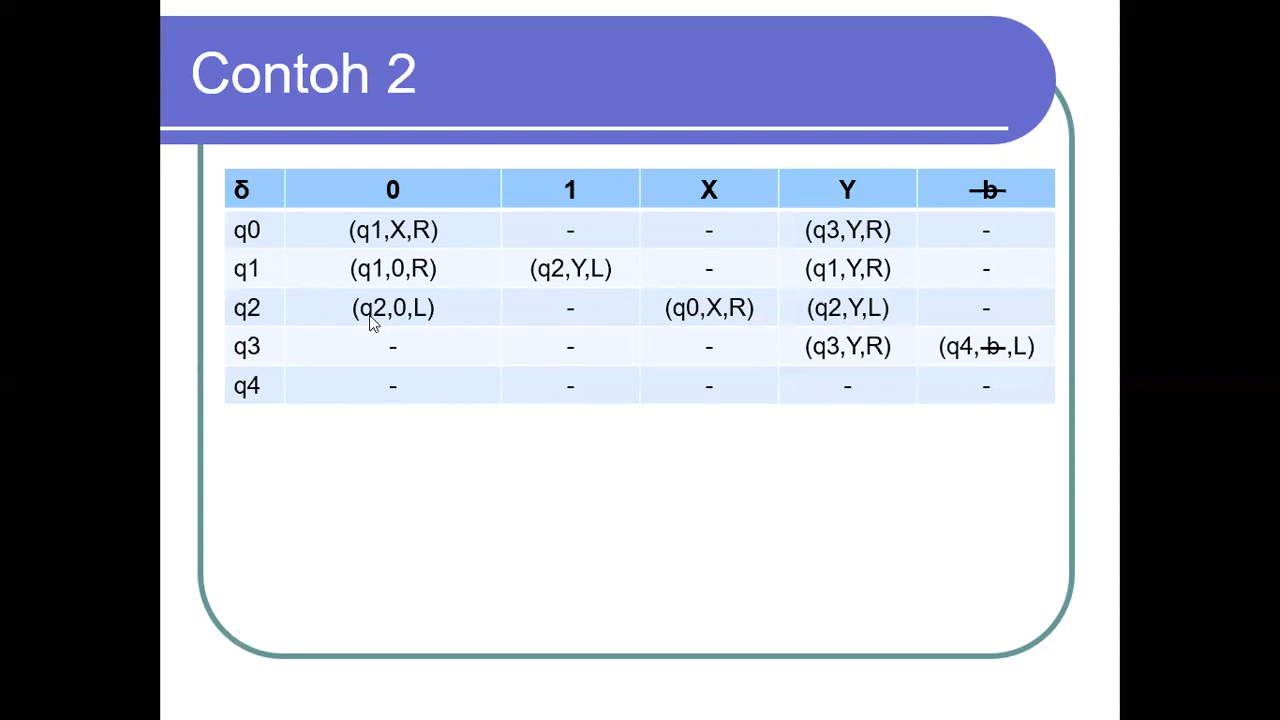 Contoh 2
δ 0 1 X Y b
q0 (q1,X,R) - - (q3,Y,R) -
q1 (q1,0,R) (q2,Y,L) - (q1,Y,R) -
q2 (q2,0,L) - (q0,X,R) (q2,Y,L) -
q3 - - - (q3,Y,R) (q4, b ,L)
q4 - - - - -